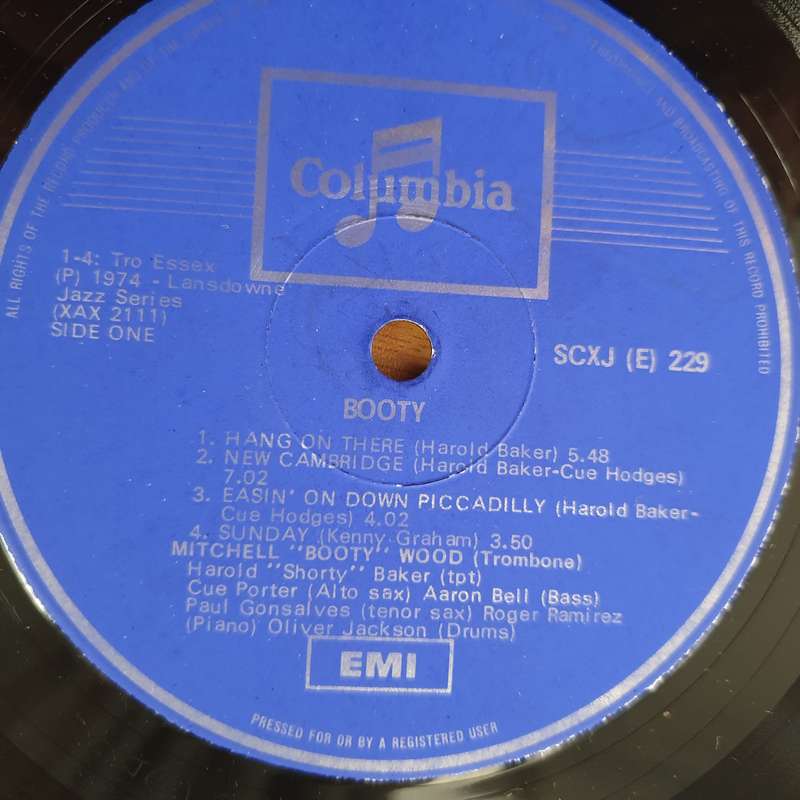 ALL RIGHTS OF THE RECORD PRODUCER AND OF THE
THIS RECORD PROHIBITED
Columbia
1-4: Tro Essex
(P) 1974 - Lansdowne
Jazz Series
(XAX 2111)
SIDE ONE
SCXJ (E) 229
BOOTY
1. HANG ON THERE (Harold Baker) 5.48
2. NEW CAMBRIDGE (Harold Baker-Cue Hodges)
7.02
3. EASIN' ON DOWN PICCADILLY (Harold Baker-
Cue Hodges) 4.02
4. SUNDAY (Kenny Graham) 3.50
MITCHELL "BOOTY" WOOD (Trombone)
Harold "Shorty" Baker (tpt)
Cue Porter (Alto sax) Aaron Bell (Bass)
Paul Gonsalves (tenor sax) Roger Ramirez
(Piano) Oliver Jackson (Drums)
EMI
PRESSED FOR OR BY A REGISTERED USER